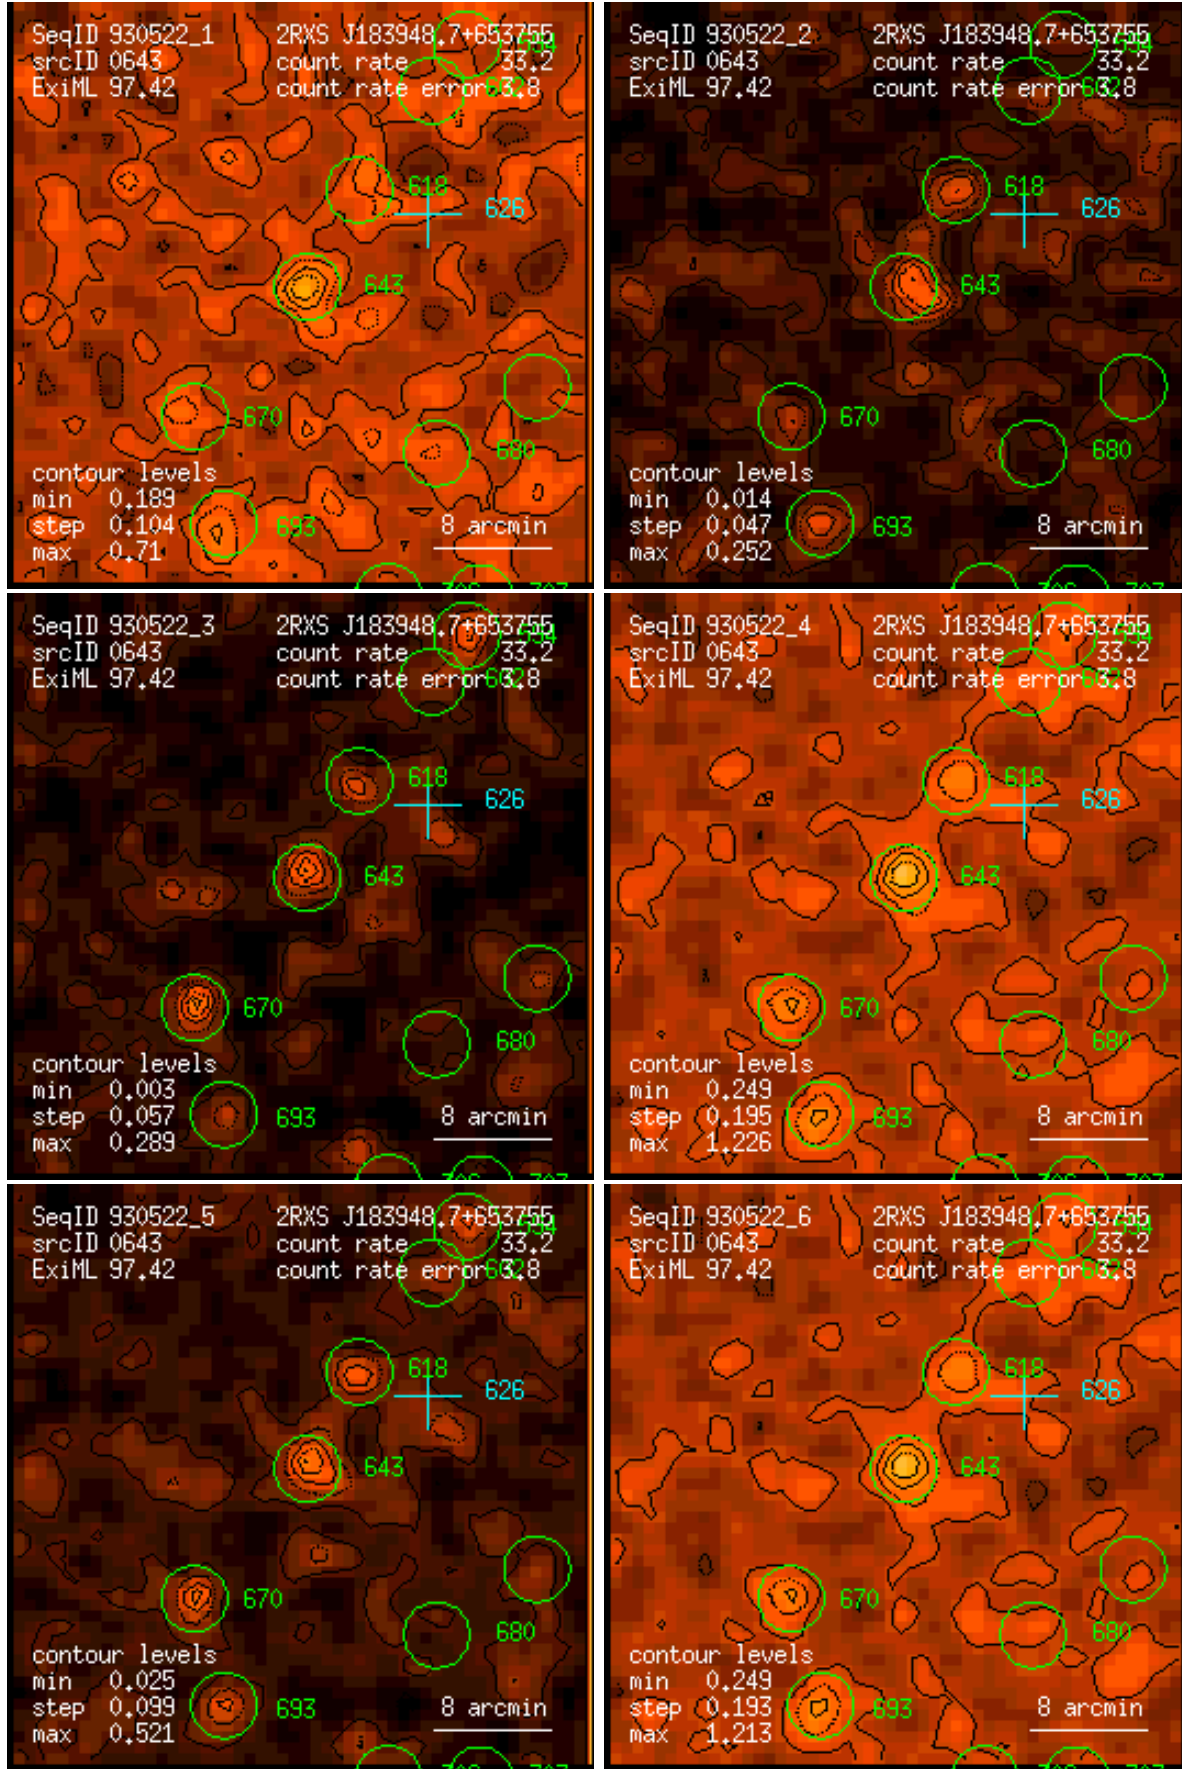 SeqID 930522_1 2RXS J183948.7+653755
srcID 0643 count rate 33.2
ExiML 97.42 count rate error 3.8
602
618
626
643
670
680
contour levels
min 0.189
step 0.104 693 8 arcmin
max 0.71
SeqID 930522_2 2RXS J183948.7+653755
srcID 0643 count rate 33.2
ExiML 97.42 count rate error 3.8
602
618
626
643
670
680
contour levels
min 0.014
step 0.047 693 8 arcmin
max 0.252
SeqID 930522_3 2RXS J183948.7+653755
srcID 0643 count rate 33.2
ExiML 97.42 count rate error 3.8
602
618
626
643
670
680
contour levels
min 0.003
step 0.057 693 8 arcmin
max 0.289
SeqID 930522_4 2RXS J183948.7+653755
srcID 0643 count rate 33.2
ExiML 97.42 count rate error 3.8
602
618
626
643
670
680
contour levels
min 0.249
step 0.195 693 8 arcmin
max 1.226
SeqID 930522_5 2RXS J183948.7+653755
srcID 0643 count rate 33.2
ExiML 97.42 count rate error 3.8
602
618
626
643
670
680
contour levels
min 0.025
step 0.099 693 8 arcmin
max 0.521
SeqID 930522_6 2RXS J183948.7+653755
srcID 0643 count rate 33.2
ExiML 97.42 count rate error 3.8
602
618
626
643
670
680
contour levels
min 0.249
step 0.193 693 8 arcmin
max 1.213